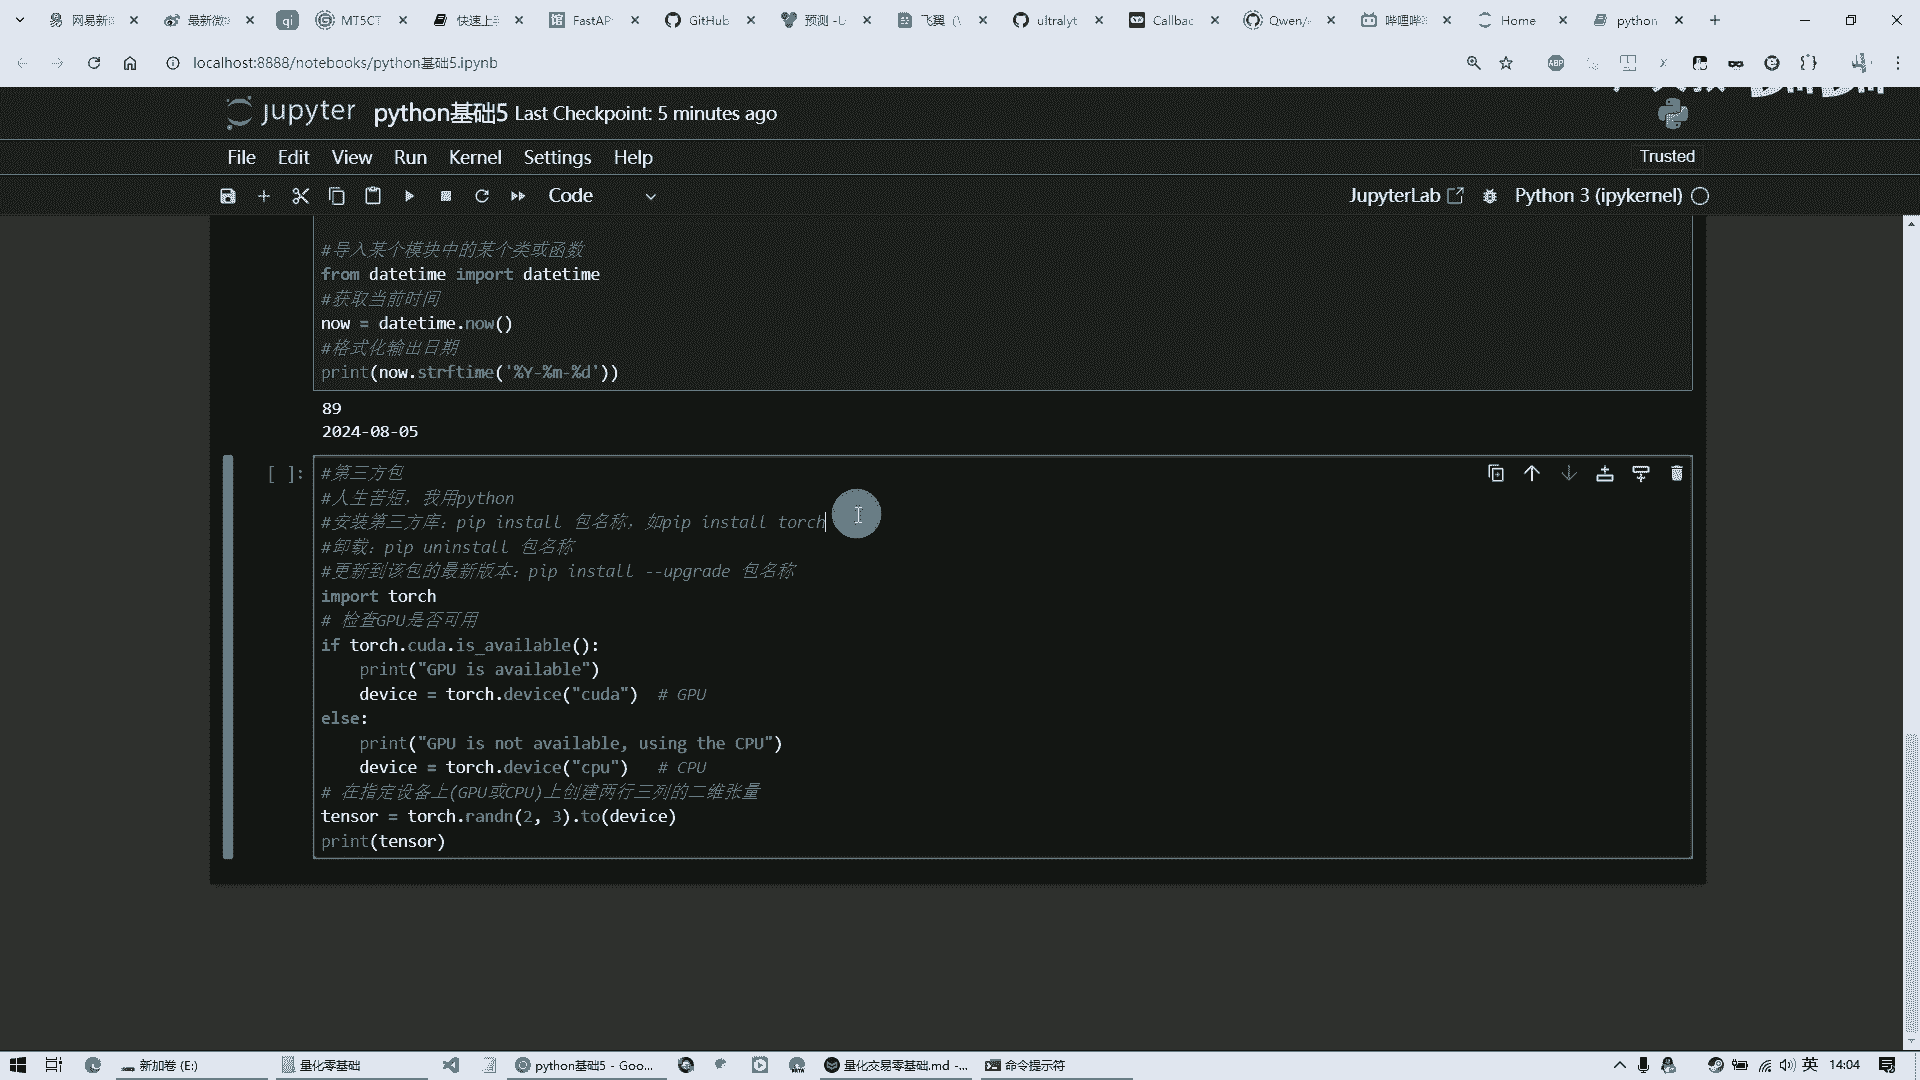 网易新 最新微 qi MT5CT 快速上 FastAP GitHub 预测 -U 飞翼 ultralyt Callbac Qwen/ 哔哩哔 Home python
localhost:8888/notebooks/python基础5.ipynb
ABP
jupyter python基础5 Last Checkpoint: 5 minutes ago
File Edit View Run Kernel Settings Help
Trusted
Code
JupyterLab
Python 3 (ipykernel)
#导入某个模块中的某个类或函数
from datetime import datetime
#获取当前时间
now = datetime.now()
#格式化输出日期
print(now.strftime('%Y-%m-%d'))
89
2024-08-05
[ ]:
#第三方包
#人生苦短，我用python
#安装第三方库：pip install 包名称，如pip install torch
#卸载：pip uninstall 包名称
#更新到该包的最新版本：pip install --upgrade 包名称
import torch
# 检查GPU是否可用
if torch.cuda.is_available():
    print("GPU is available")
    device = torch.device("cuda")  # GPU
else:
    print("GPU is not available, using the CPU")
    device = torch.device("cpu")   # CPU
# 在指定设备上(GPU或CPU)上创建两行三列的二维张量
tensor = torch.randn(2, 3).to(device)
print(tensor)
新加卷 (E:) 量化零基础 python基础5 - Goo... 量化交易零基础.md -... 命令提示符 英 14:04